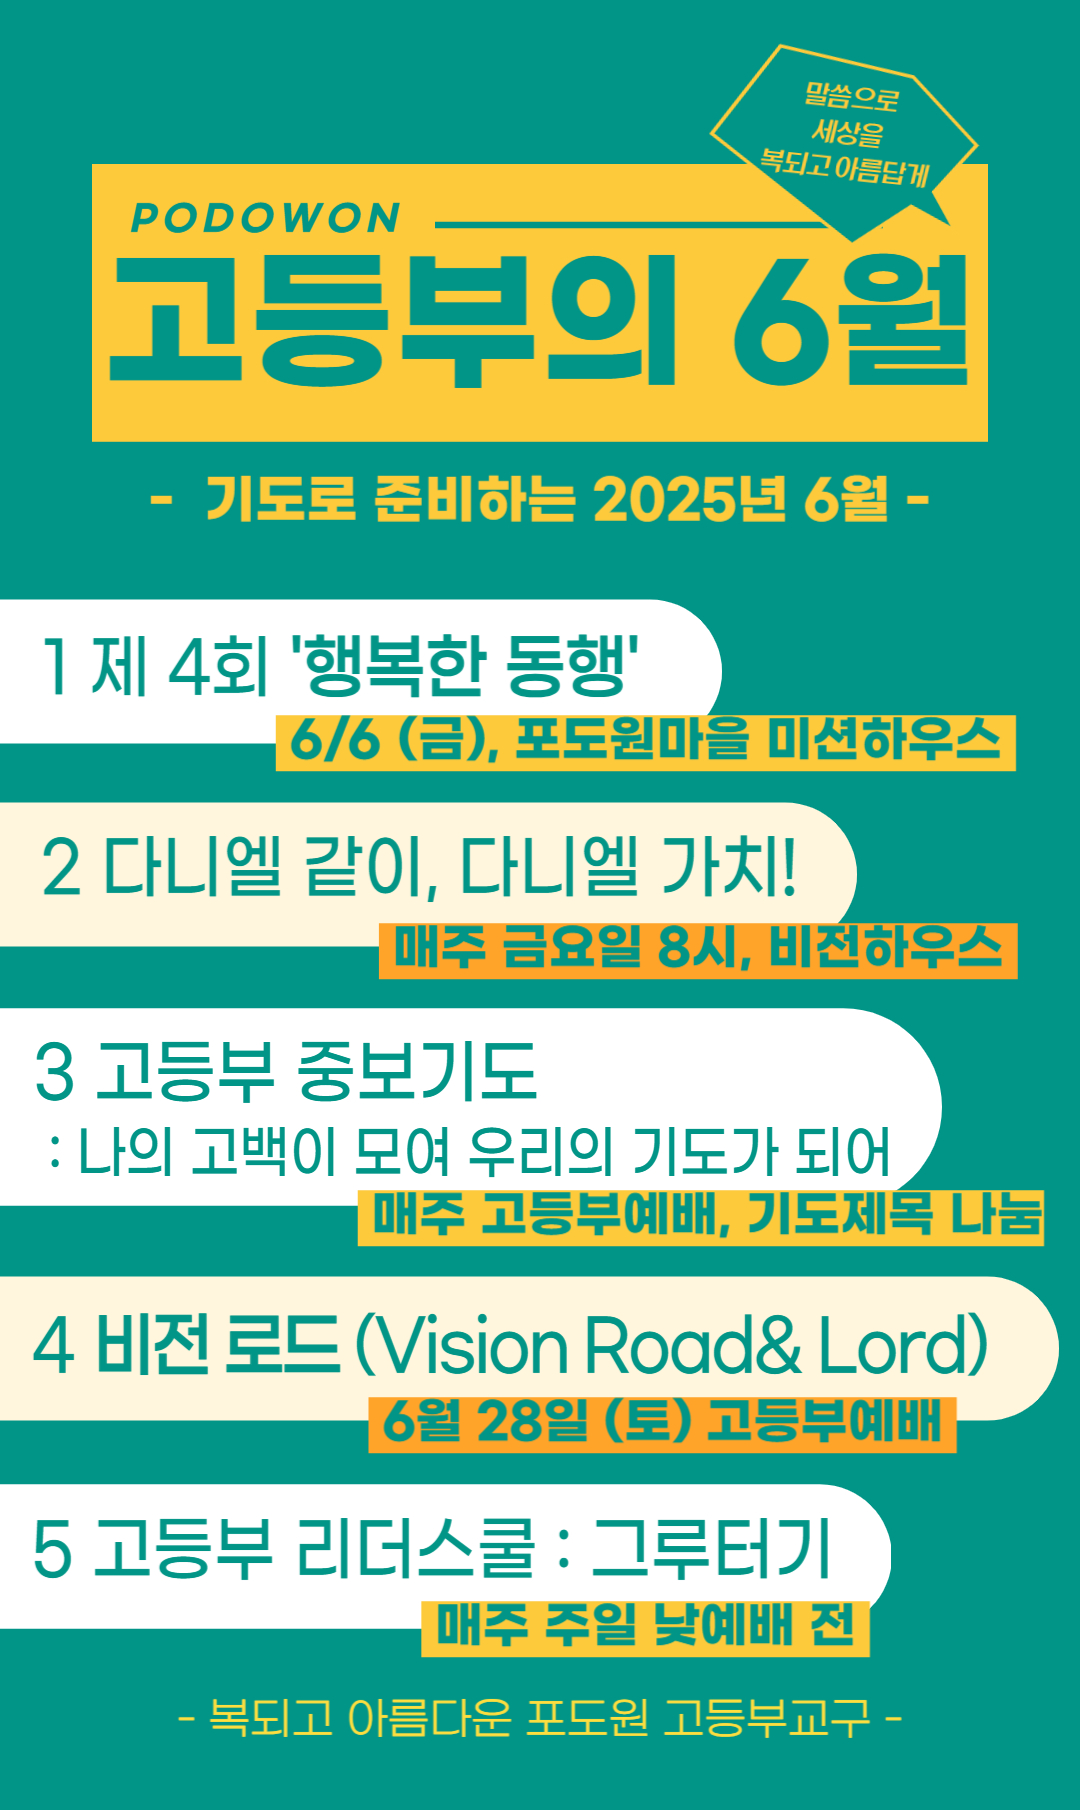 말씀으로
세상을
복되고 아름답게
PODOWON
고등부의 6월
- 기도로 준비하는 2025년 6월 -
1 제 4회 '행복한 동행'
6/6 (금), 포도원마을 미션하우스
2 다니엘 같이, 다니엘 가치!
매주 금요일 8시, 비전하우스
3 고등부 중보기도
: 나의 고백이 모여 우리의 기도가 되어
매주 고등부예배, 기도제목 나눔
4 비전 로드 (Vision Road& Lord)
6월 28일 (토) 고등부예배
5 고등부 리더스쿨 : 그루터기
매주 주일 낮예배 전
- 복되고 아름다운 포도원 고등부교구 -